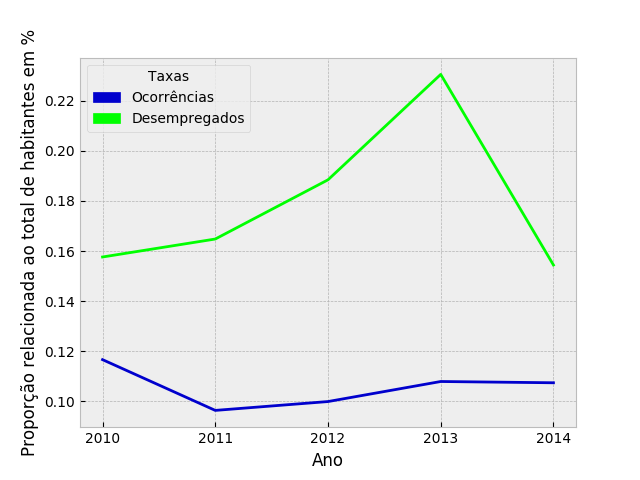 Proporção relacionada ao total de habitantes em %
Taxas
Ocorrências
Desempregados
0.22
0.20
0.18
0.16
0.14
0.12
0.10
2010 2011 2012 2013 2014
Ano